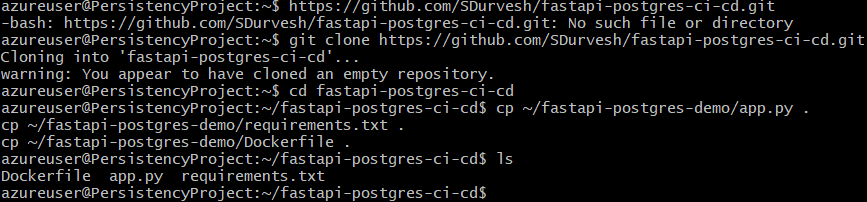 azureuser@PersistencyProject:~$ https://github.com/SDurvesh/fastapi-postgres-ci-cd.git
-bash: https://github.com/SDurvesh/fastapi-postgres-ci-cd.git: No such file or directory
azureuser@PersistencyProject:~$ git clone https://github.com/SDurvesh/fastapi-postgres-ci-cd.git
Cloning into 'fastapi-postgres-ci-cd'...
warning: You appear to have cloned an empty repository.
azureuser@PersistencyProject:~$ cd fastapi-postgres-ci-cd
azureuser@PersistencyProject:~/fastapi-postgres-ci-cd$ cp ~/fastapi-postgres-demo/app.py .
cp ~/fastapi-postgres-demo/requirements.txt .
cp ~/fastapi-postgres-demo/Dockerfile .
azureuser@PersistencyProject:~/fastapi-postgres-ci-cd$ ls
Dockerfile  app.py  requirements.txt
azureuser@PersistencyProject:~/fastapi-postgres-ci-cd$